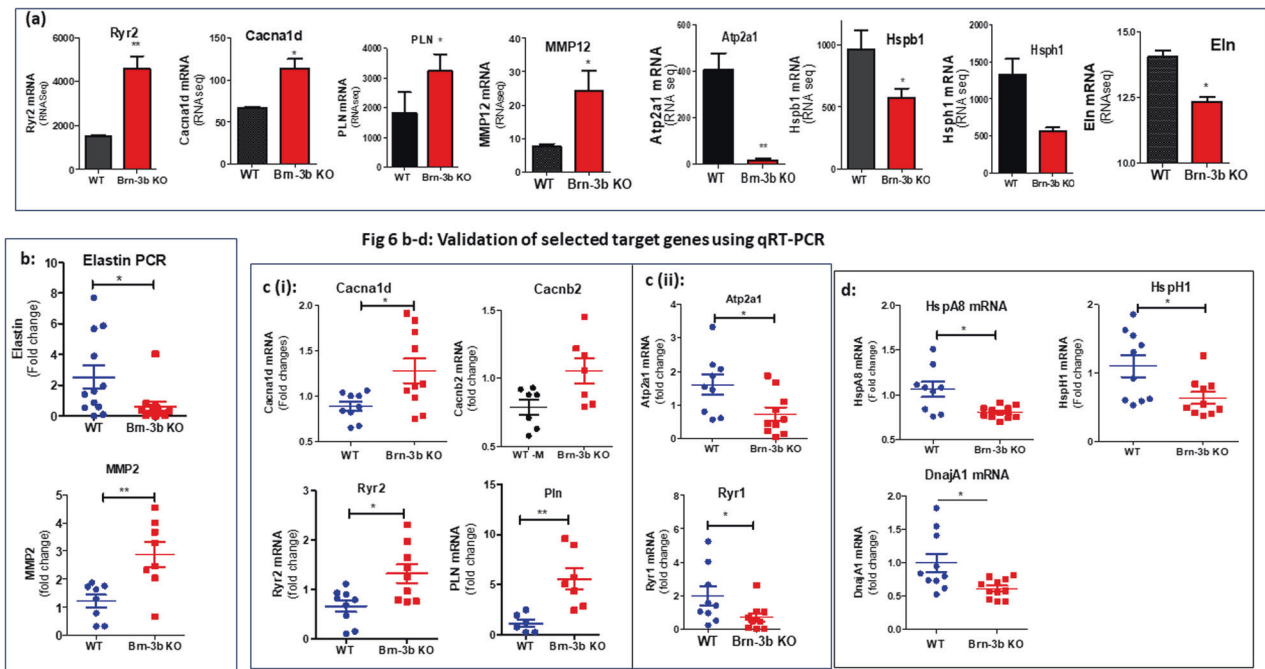 (a)
Ryr2
Ryr2 mRNA
(RNAseq)
6000
4000
2000
0
**
WT
Brn-3b KO
Cacna1d
Cacna1d mRNA
(RNAseq)
150
100
50
0
*
WT
Brn-3b KO
PLN *
PLN mRNA
(RNAseq)
4000
3000
2000
1000
0
WT
Brn-3b KO
MMP12
MMP12 mRNA
(RNAseq)
40
30
20
10
0
*
WT
Brn-3b KO
Atp2a1
Atp2a1 mRNA
(RNA seq)
600
400
200
0
**
WT
Brn-3b KO
Hspb1
Hspb1 mRNA
(RNA seq)
1000
500
0
*
WT
Brn-3b KO
Hsph1
Hsph1 mRNA
(RNA seq)
2000
1500
1000
500
0
WT
Brn-3b KO
Eln
Eln mRNA
(RNAseq)
15.0
12.5
10.0
*
WT
Brn-3b KO
Fig 6 b-d: Validation of selected target genes using qRT-PCR
b:
Elastin PCR
Elastin
(Fold change)
10
8
6
4
2
0
*
WT
Brn-3b KO
MMP2
MMP2
(fold change)
5
4
3
2
1
0
**
WT
Brn-3b KO
c (i):
Cacna1d
Cacna1d mRNA
(Fold changes)
2.0
1.5
1.0
0.5
*
WT
Brn-3b KO
Cacnb2
Cacnb2 mRNA
(fold change)
1.5
1.0
0.5
WT -M
Brn-3b KO
Ryr2
Ryr2 mRNA
(fold change)
3
2
1
0
*
WT
Brn-3b KO
Pln
PLN mRNA
(fold change)
15
10
5
0
**
WT
Brn-3b KO
c (ii):
Atp2a1
Atp2a1 mRNA
(fold change)
4
3
2
1
0
*
WT
Brn-3b KO
Ryr1
Ryr1 mRNA
(fold change)
8
6
4
2
0
*
WT
Brn-3b KO
d:
HspA8 mRNA
HspA8 mRNA
(Fold change)
2.0
1.5
1.0
0.5
*
WT
Brn-3b KO
HspH1
HspH1 mRNA
(Fold change)
2
1
0
*
WT
Brn-3b KO
DnajA1 mRNA
DnajA1 mRNA
(fold change)
2.0
1.5
1.0
0.5
0.0
*
WT
Brn-3b KO